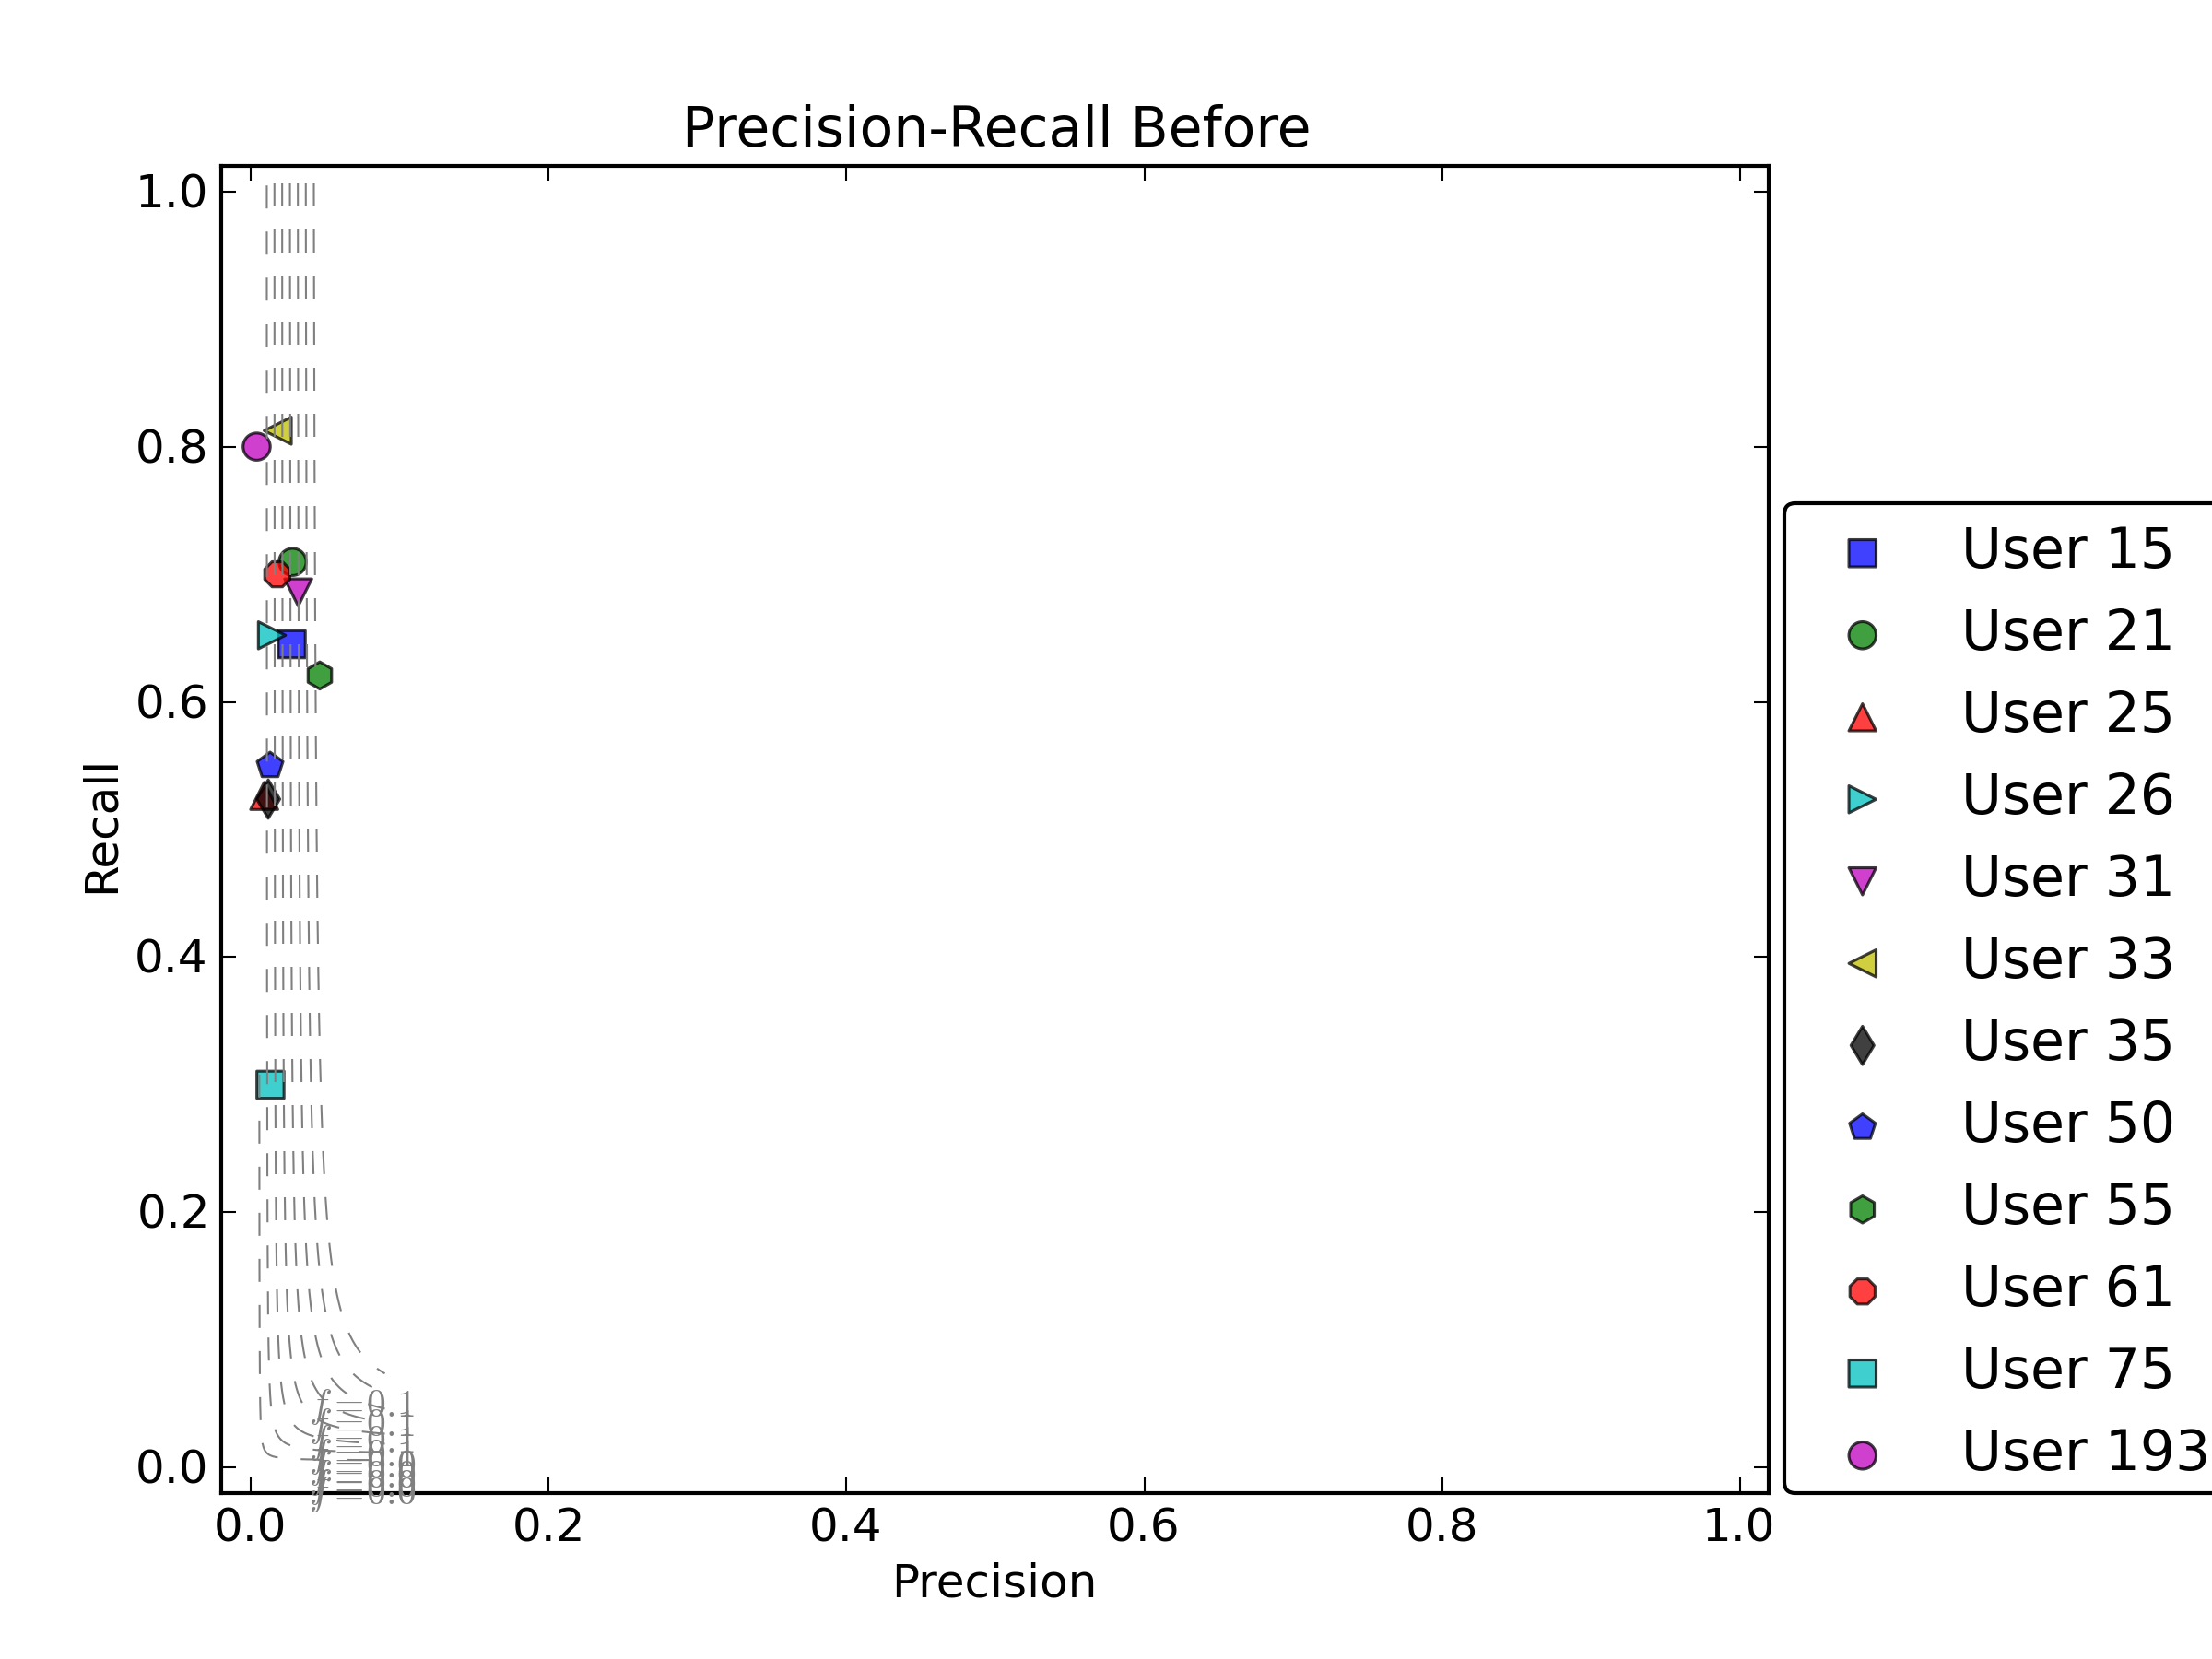 Precision-Recall Before
1.0
0.8
0.6
0.4
0.2
0.0
Recall
0.0 0.2 0.4 0.6 0.8 1.0
Precision
User 15
User 21
User 25
User 26
User 31
User 33
User 35
User 50
User 55
User 61
User 75
User 193